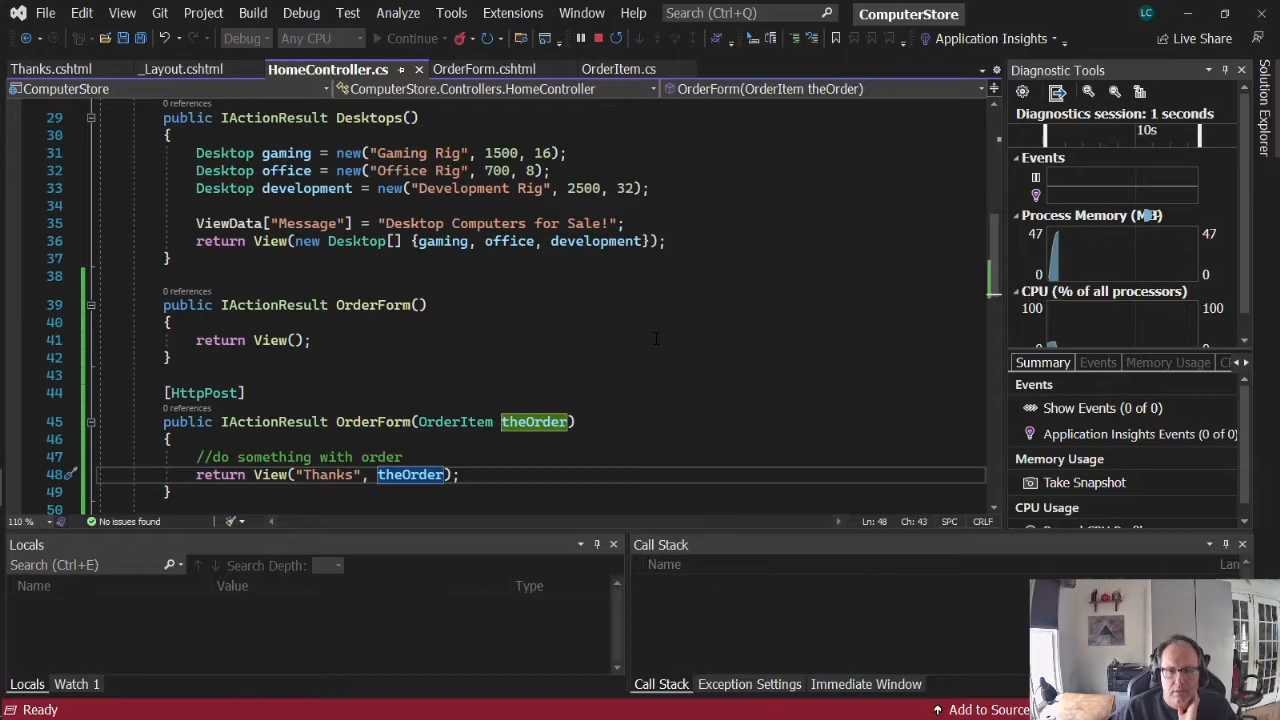 File Edit View Git Project Build Debug Test Analyze Tools Extensions Window Help Search (Ctrl+Q) ComputerStore LC
Debug Any CPU Continue Application Insights Live Share
Thanks.cshtml _Layout.cshtml HomeController.cs OrderForm.cshtml OrderItem.cs
ComputerStore ComputerStore.Controllers.HomeController OrderForm(OrderItem theOrder)
0 references
29 public IActionResult Desktops()
30 {
31 Desktop gaming = new("Gaming Rig", 1500, 16);
32 Desktop office = new("Office Rig", 700, 8);
33 Desktop development = new("Development Rig", 2500, 32);
34
35 ViewData["Message"] = "Desktop Computers for Sale!";
36 return View(new Desktop[] {gaming, office, development});
37 }
38
0 references
39 public IActionResult OrderForm()
40 {
41 return View();
42 }
43
44 [HttpPost]
0 references
45 public IActionResult OrderForm(OrderItem theOrder)
46 {
47 //do something with order
48 return View("Thanks", theOrder);
49 }
50
110 % No issues found Ln: 48 Ch: 43 SPC CRLF
Diagnostic Tools
Diagnostics session: 1 seconds
10s
Events
Process Memory (MB)
47 47
0 0
CPU (% of all processors)
100 100
0 0
Summary Events Memory Usage
Events
Show Events (0 of 0)
Application Insights Events (0 of 0)
Memory Usage
Take Snapshot
CPU Usage
Solution Explorer
Locals
Search (Ctrl+E) Search Depth:
Name Value Type
Locals Watch 1
Call Stack
Name Lan
Call Stack Exception Settings Immediate Window
Ready Add to Source